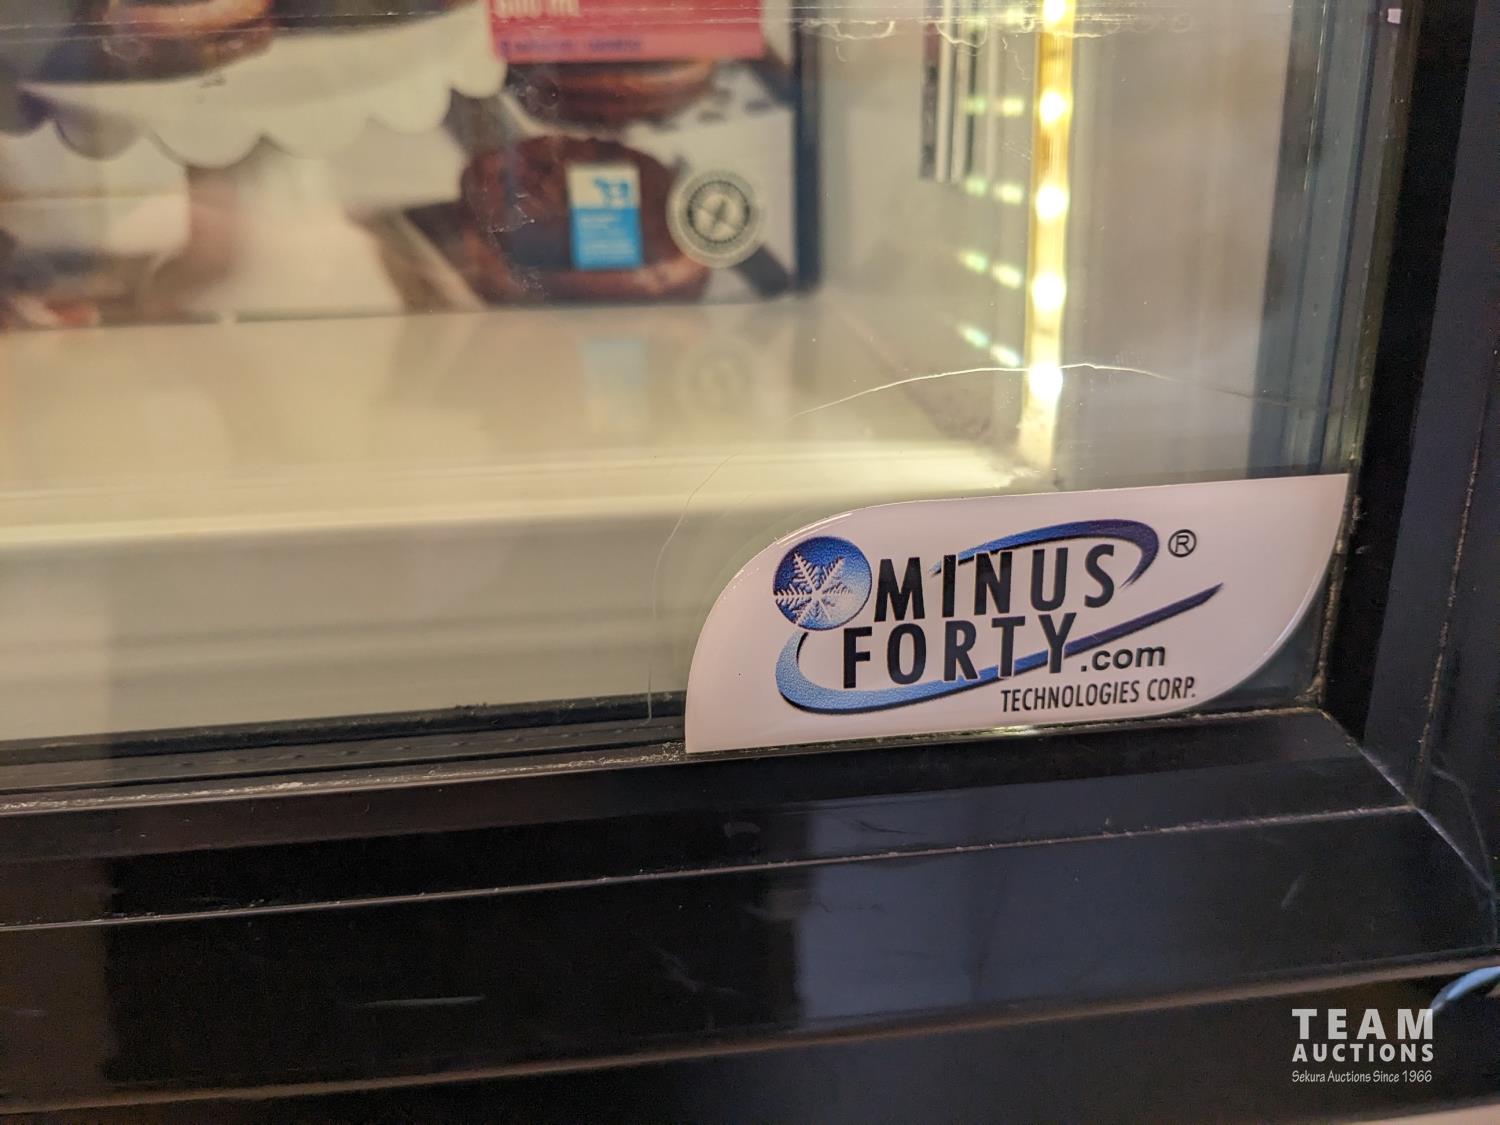 MINUS
®
FORTY.com
TECHNOLOGIES CORP.
TEAM
AUCTIONS
Sekura Auctions Since 1966